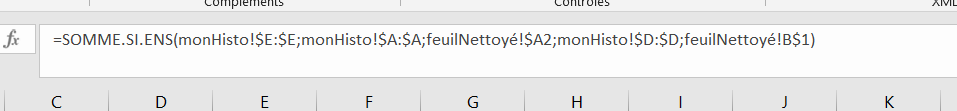 Compléments Contrôles XML
fx =SOMME.SI.ENS(monHisto!$E:$E;monHisto!$A:$A;feuilNettoyé!$A2;monHisto!$D:$D;feuilNettoyé!B$1)
C D E F G H I J K